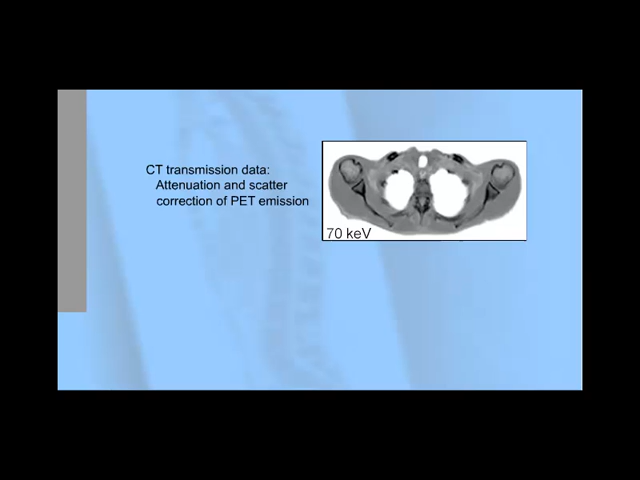 CT transmission data:
Attenuation and scatter
correction of PET emission
70 keV